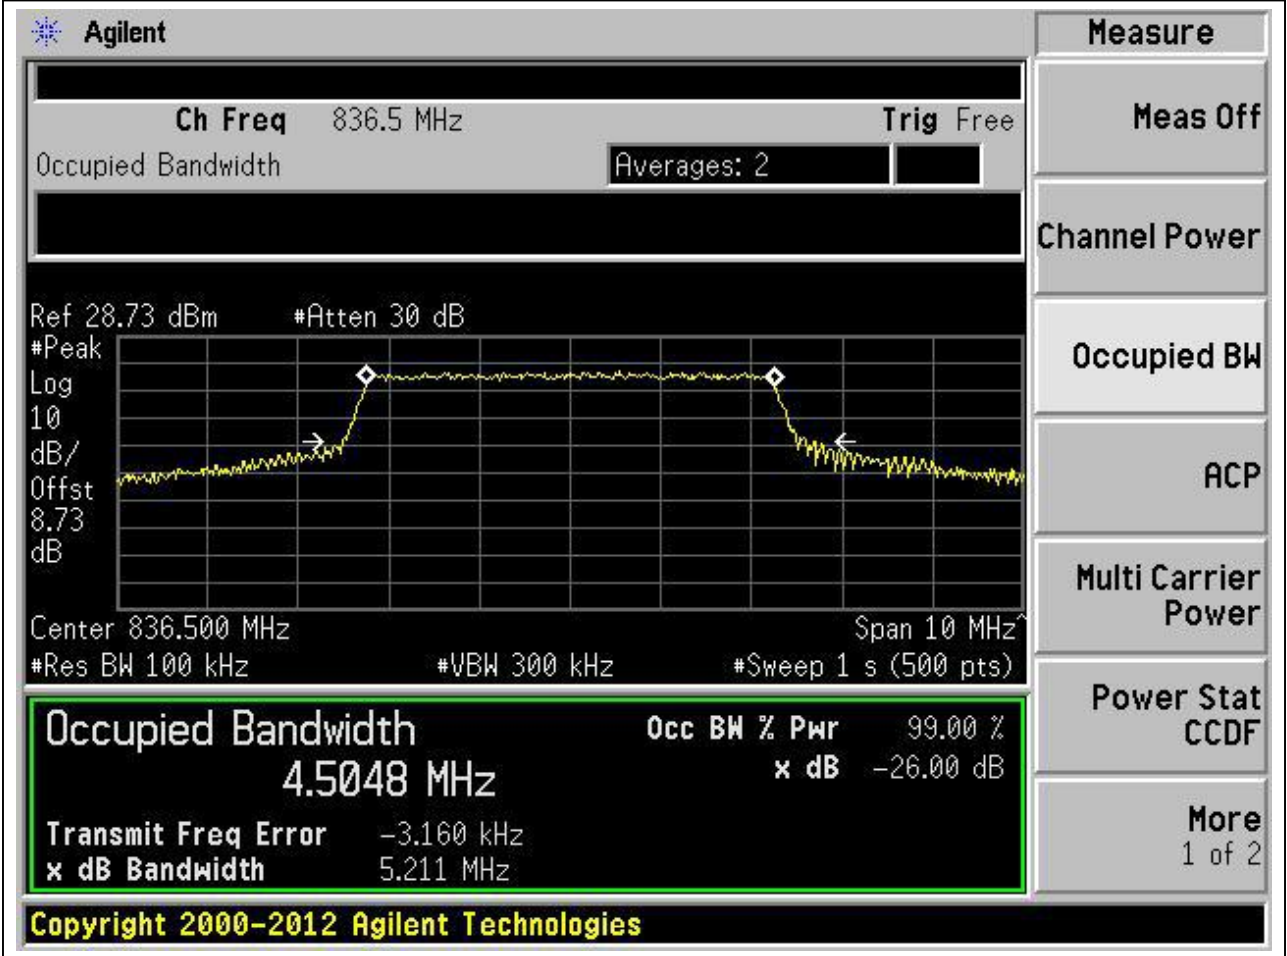 Agilent
Measure
Ch Freq 836.5 MHz Trig Free
Occupied Bandwidth Averages: 2
Meas Off
Channel Power
Occupied BW
ACP
Multi Carrier
Power
Power Stat
CCDF
More
1 of 2
Ref 28.73 dBm #Atten 30 dB
#Peak
Log
10
dB/
Offst
8.73
dB
Center 836.500 MHz Span 10 MHz^
#Res BW 100 kHz #VBW 300 kHz #Sweep 1 s (500 pts)
Occupied Bandwidth Occ BW % Pwr 99.00 %
4.5048 MHz x dB -26.00 dB
Transmit Freq Error -3.160 kHz
x dB Bandwidth 5.211 MHz
Copyright 2000-2012 Agilent Technologies